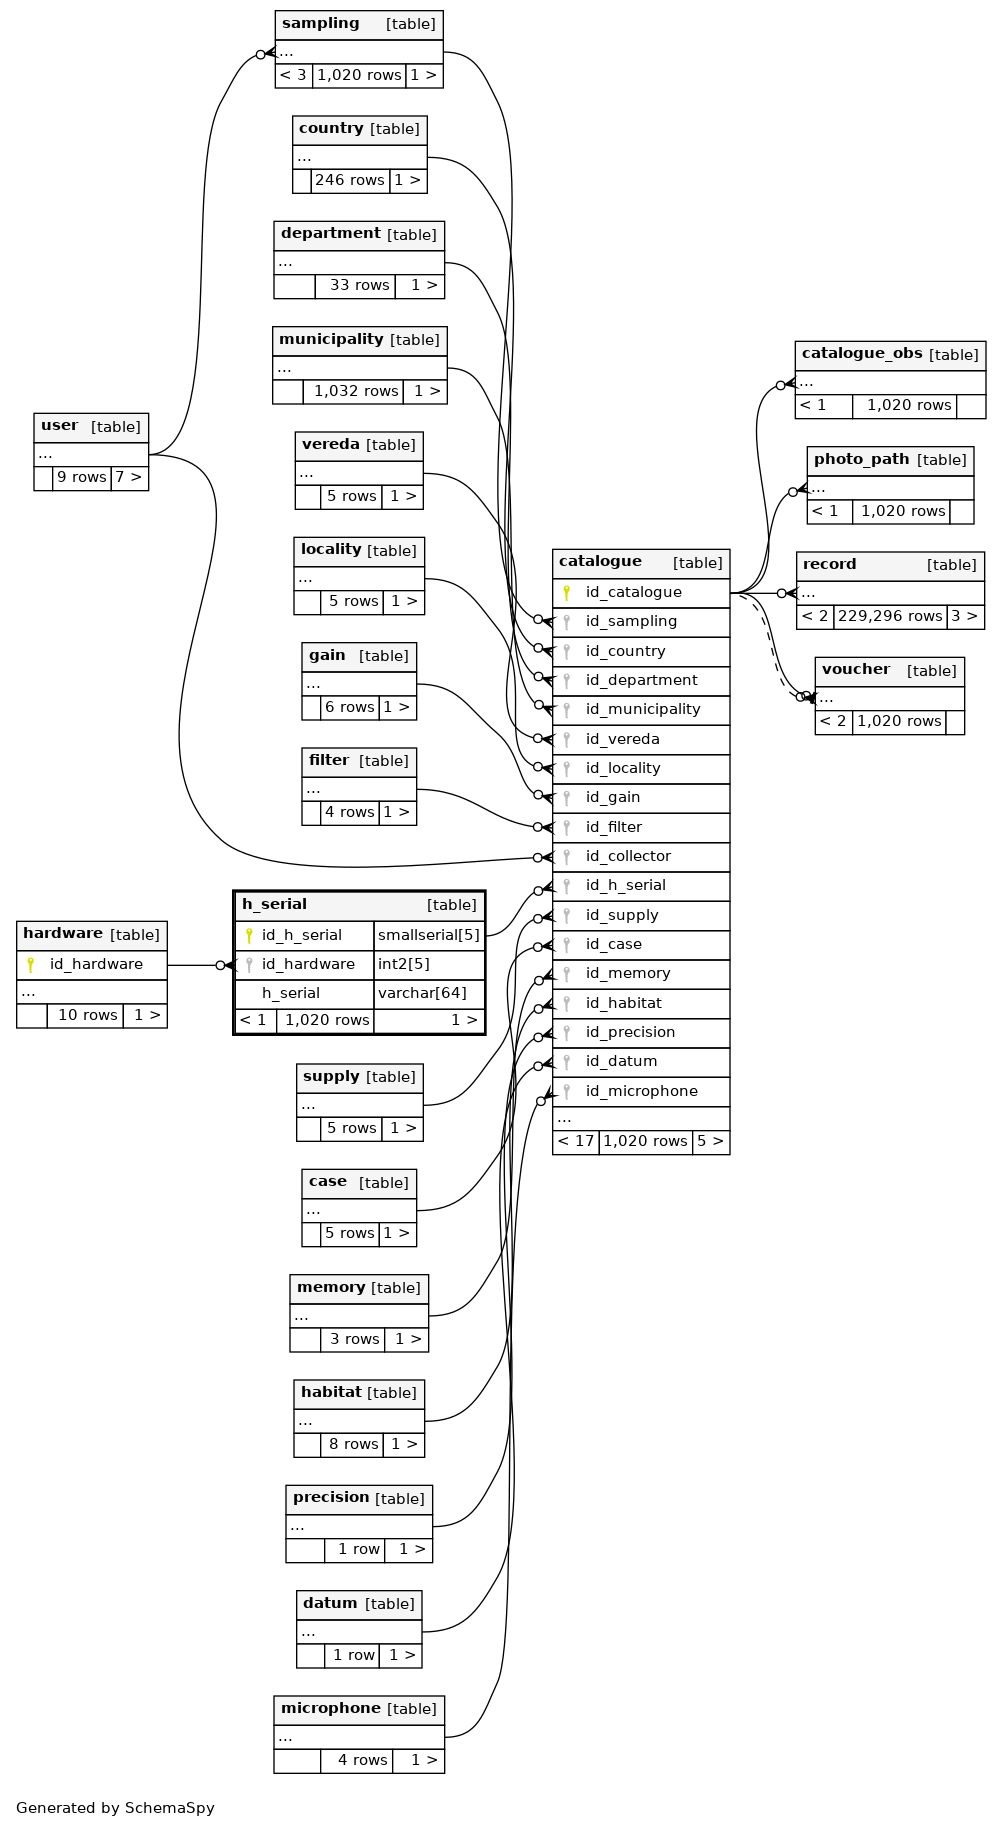 sampling [table]
...
< 3 1,020 rows 1 >
country [table]
...
246 rows 1 >
department [table]
...
33 rows 1 >
municipality [table]
...
1,032 rows 1 >
user [table]
...
9 rows 7 >
vereda [table]
...
5 rows 1 >
locality [table]
...
5 rows 1 >
gain [table]
...
6 rows 1 >
filter [table]
...
4 rows 1 >
hardware [table]
id_hardware
...
10 rows 1 >
h_serial [table]
id_h_serial smallserial[5]
id_hardware int2[5]
h_serial varchar[64]
< 1 1,020 rows 1 >
supply [table]
...
5 rows 1 >
case [table]
...
5 rows 1 >
memory [table]
...
3 rows 1 >
habitat [table]
...
8 rows 1 >
precision [table]
...
1 row 1 >
datum [table]
...
1 row 1 >
microphone [table]
...
4 rows 1 >
catalogue [table]
id_catalogue
id_sampling
id_country
id_department
id_municipality
id_vereda
id_locality
id_gain
id_filter
id_collector
id_h_serial
id_supply
id_case
id_memory
id_habitat
id_precision
id_datum
id_microphone
...
< 17 1,020 rows 5 >
catalogue_obs [table]
...
< 1 1,020 rows
photo_path [table]
...
< 1 1,020 rows
record [table]
...
< 2 229,296 rows 3 >
voucher [table]
...
< 2 1,020 rows
Generated by SchemaSpy